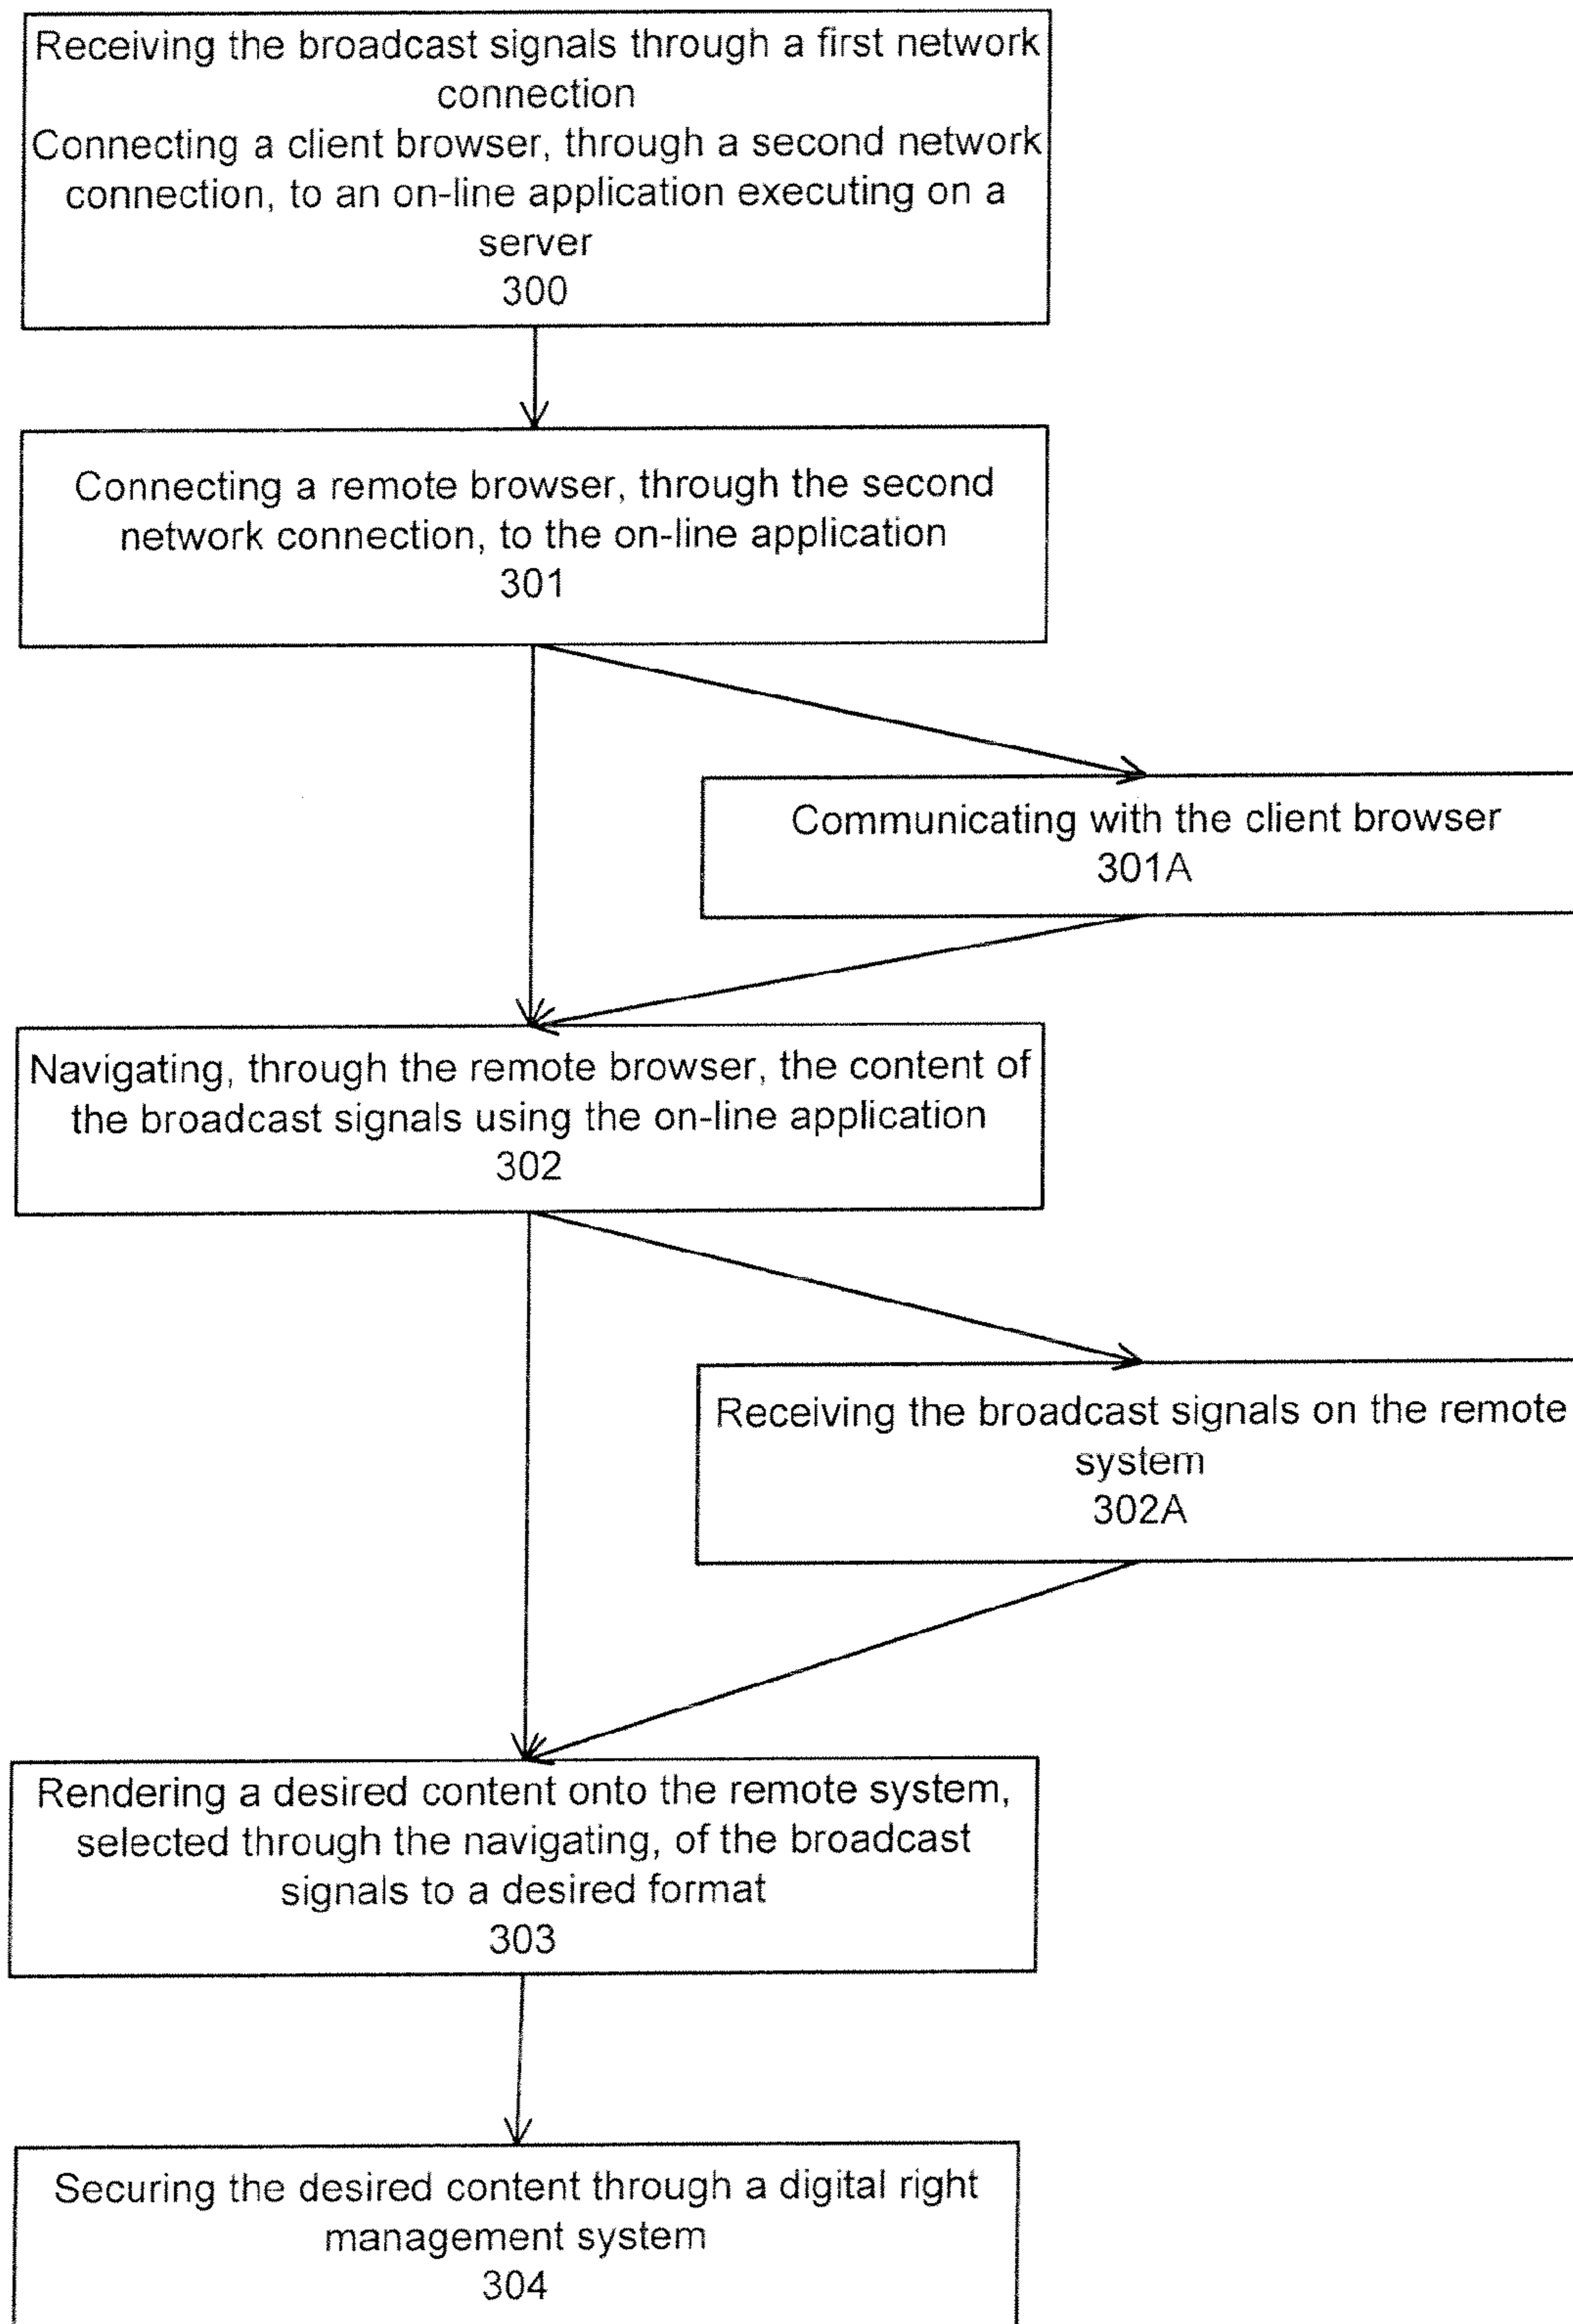 Receiving the broadcast signals through a first network
connection
Connecting a client browser, through a second network
connection, to an on-line application executing on a
server
300
Connecting a remote browser, through the second
network connection, to the on-line application
301
Communicating with the client browser
301A
Navigating, through the remote browser, the content of
the broadcast signals using the on-line application
302
Receiving the broadcast signals on the remote
system
302A
Rendering a desired content onto the remote system,
selected through the navigating, of the broadcast
signals to a desired format
303
Securing the desired content through a digital right
management system
304